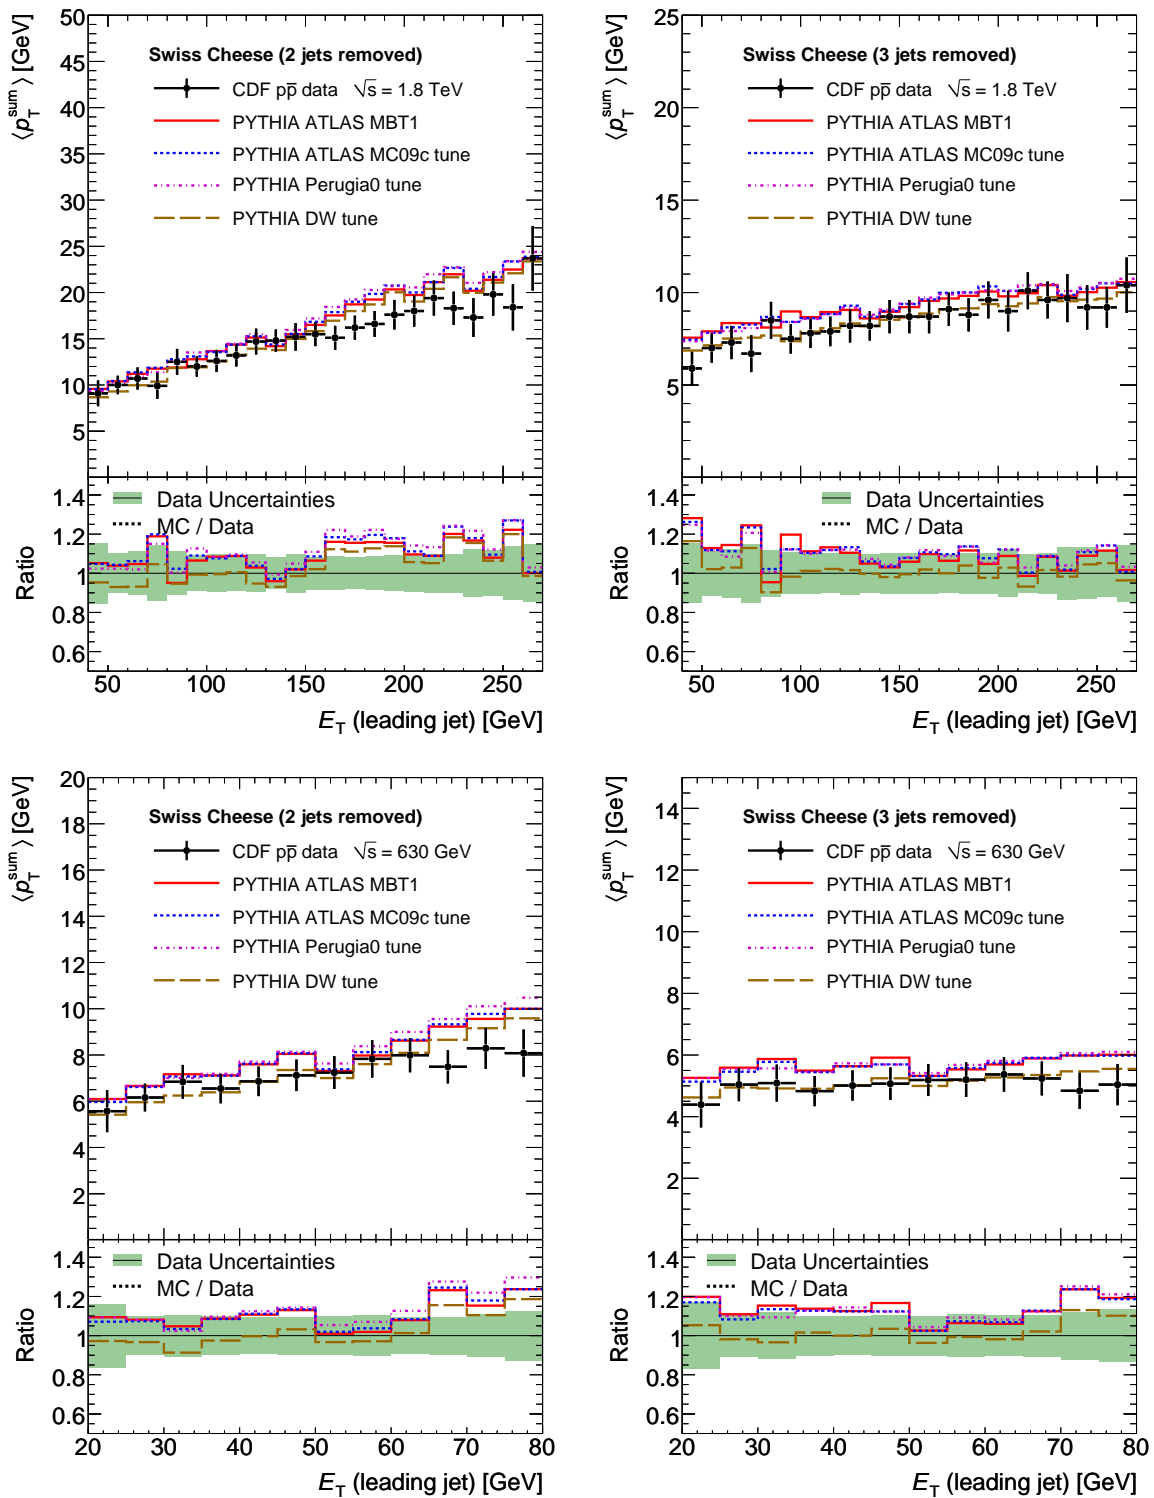 ⟨p_T^sum⟩ [GeV]
50
45
40
35
30
25
20
15
10
5
Swiss Cheese (2 jets removed)
CDF pp̅ data √s = 1.8 TeV
PYTHIA ATLAS MBT1
PYTHIA ATLAS MC09c tune
PYTHIA Perugia0 tune
PYTHIA DW tune
Ratio
1.4
1.2
1
0.8
0.6
Data Uncertainties
MC / Data
50 100 150 200 250
E_T (leading jet) [GeV]
⟨p_T^sum⟩ [GeV]
25
20
15
10
5
Swiss Cheese (3 jets removed)
CDF pp̅ data √s = 1.8 TeV
PYTHIA ATLAS MBT1
PYTHIA ATLAS MC09c tune
PYTHIA Perugia0 tune
PYTHIA DW tune
Ratio
1.4
1.2
1
0.8
0.6
Data Uncertainties
MC / Data
50 100 150 200 250
E_T (leading jet) [GeV]
⟨p_T^sum⟩ [GeV]
20
18
16
14
12
10
8
6
4
2
Swiss Cheese (2 jets removed)
CDF pp̅ data √s = 630 GeV
PYTHIA ATLAS MBT1
PYTHIA ATLAS MC09c tune
PYTHIA Perugia0 tune
PYTHIA DW tune
Ratio
1.4
1.2
1
0.8
0.6
Data Uncertainties
MC / Data
20 30 40 50 60 70 80
E_T (leading jet) [GeV]
⟨p_T^sum⟩ [GeV]
14
12
10
8
6
4
2
Swiss Cheese (3 jets removed)
CDF pp̅ data √s = 630 GeV
PYTHIA ATLAS MBT1
PYTHIA ATLAS MC09c tune
PYTHIA Perugia0 tune
PYTHIA DW tune
Ratio
1.4
1.2
1
0.8
0.6
Data Uncertainties
MC / Data
20 30 40 50 60 70 80
E_T (leading jet) [GeV]